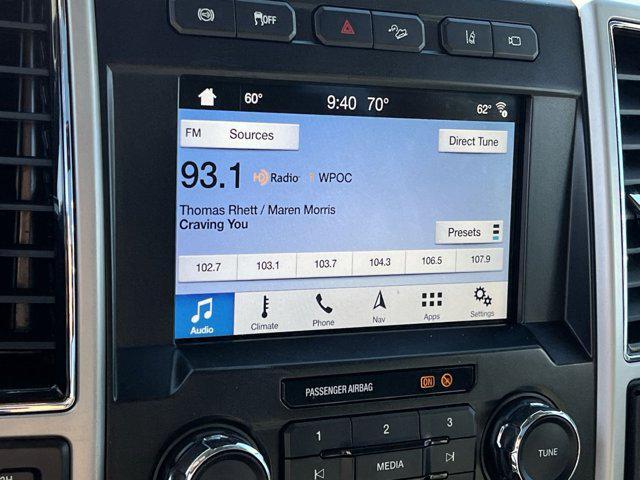 OFF
60° 9:40 70° 62°
FM Sources Direct Tune
93.1 HD Radio 1 WPOC
Thomas Rhett / Maren Morris
Craving You
Presets
102.7 103.1 103.7 104.3 106.5 107.9
Audio Climate Phone Nav Apps Settings
PASSENGER AIRBAG ON
1 2 3
MEDIA
TUNE